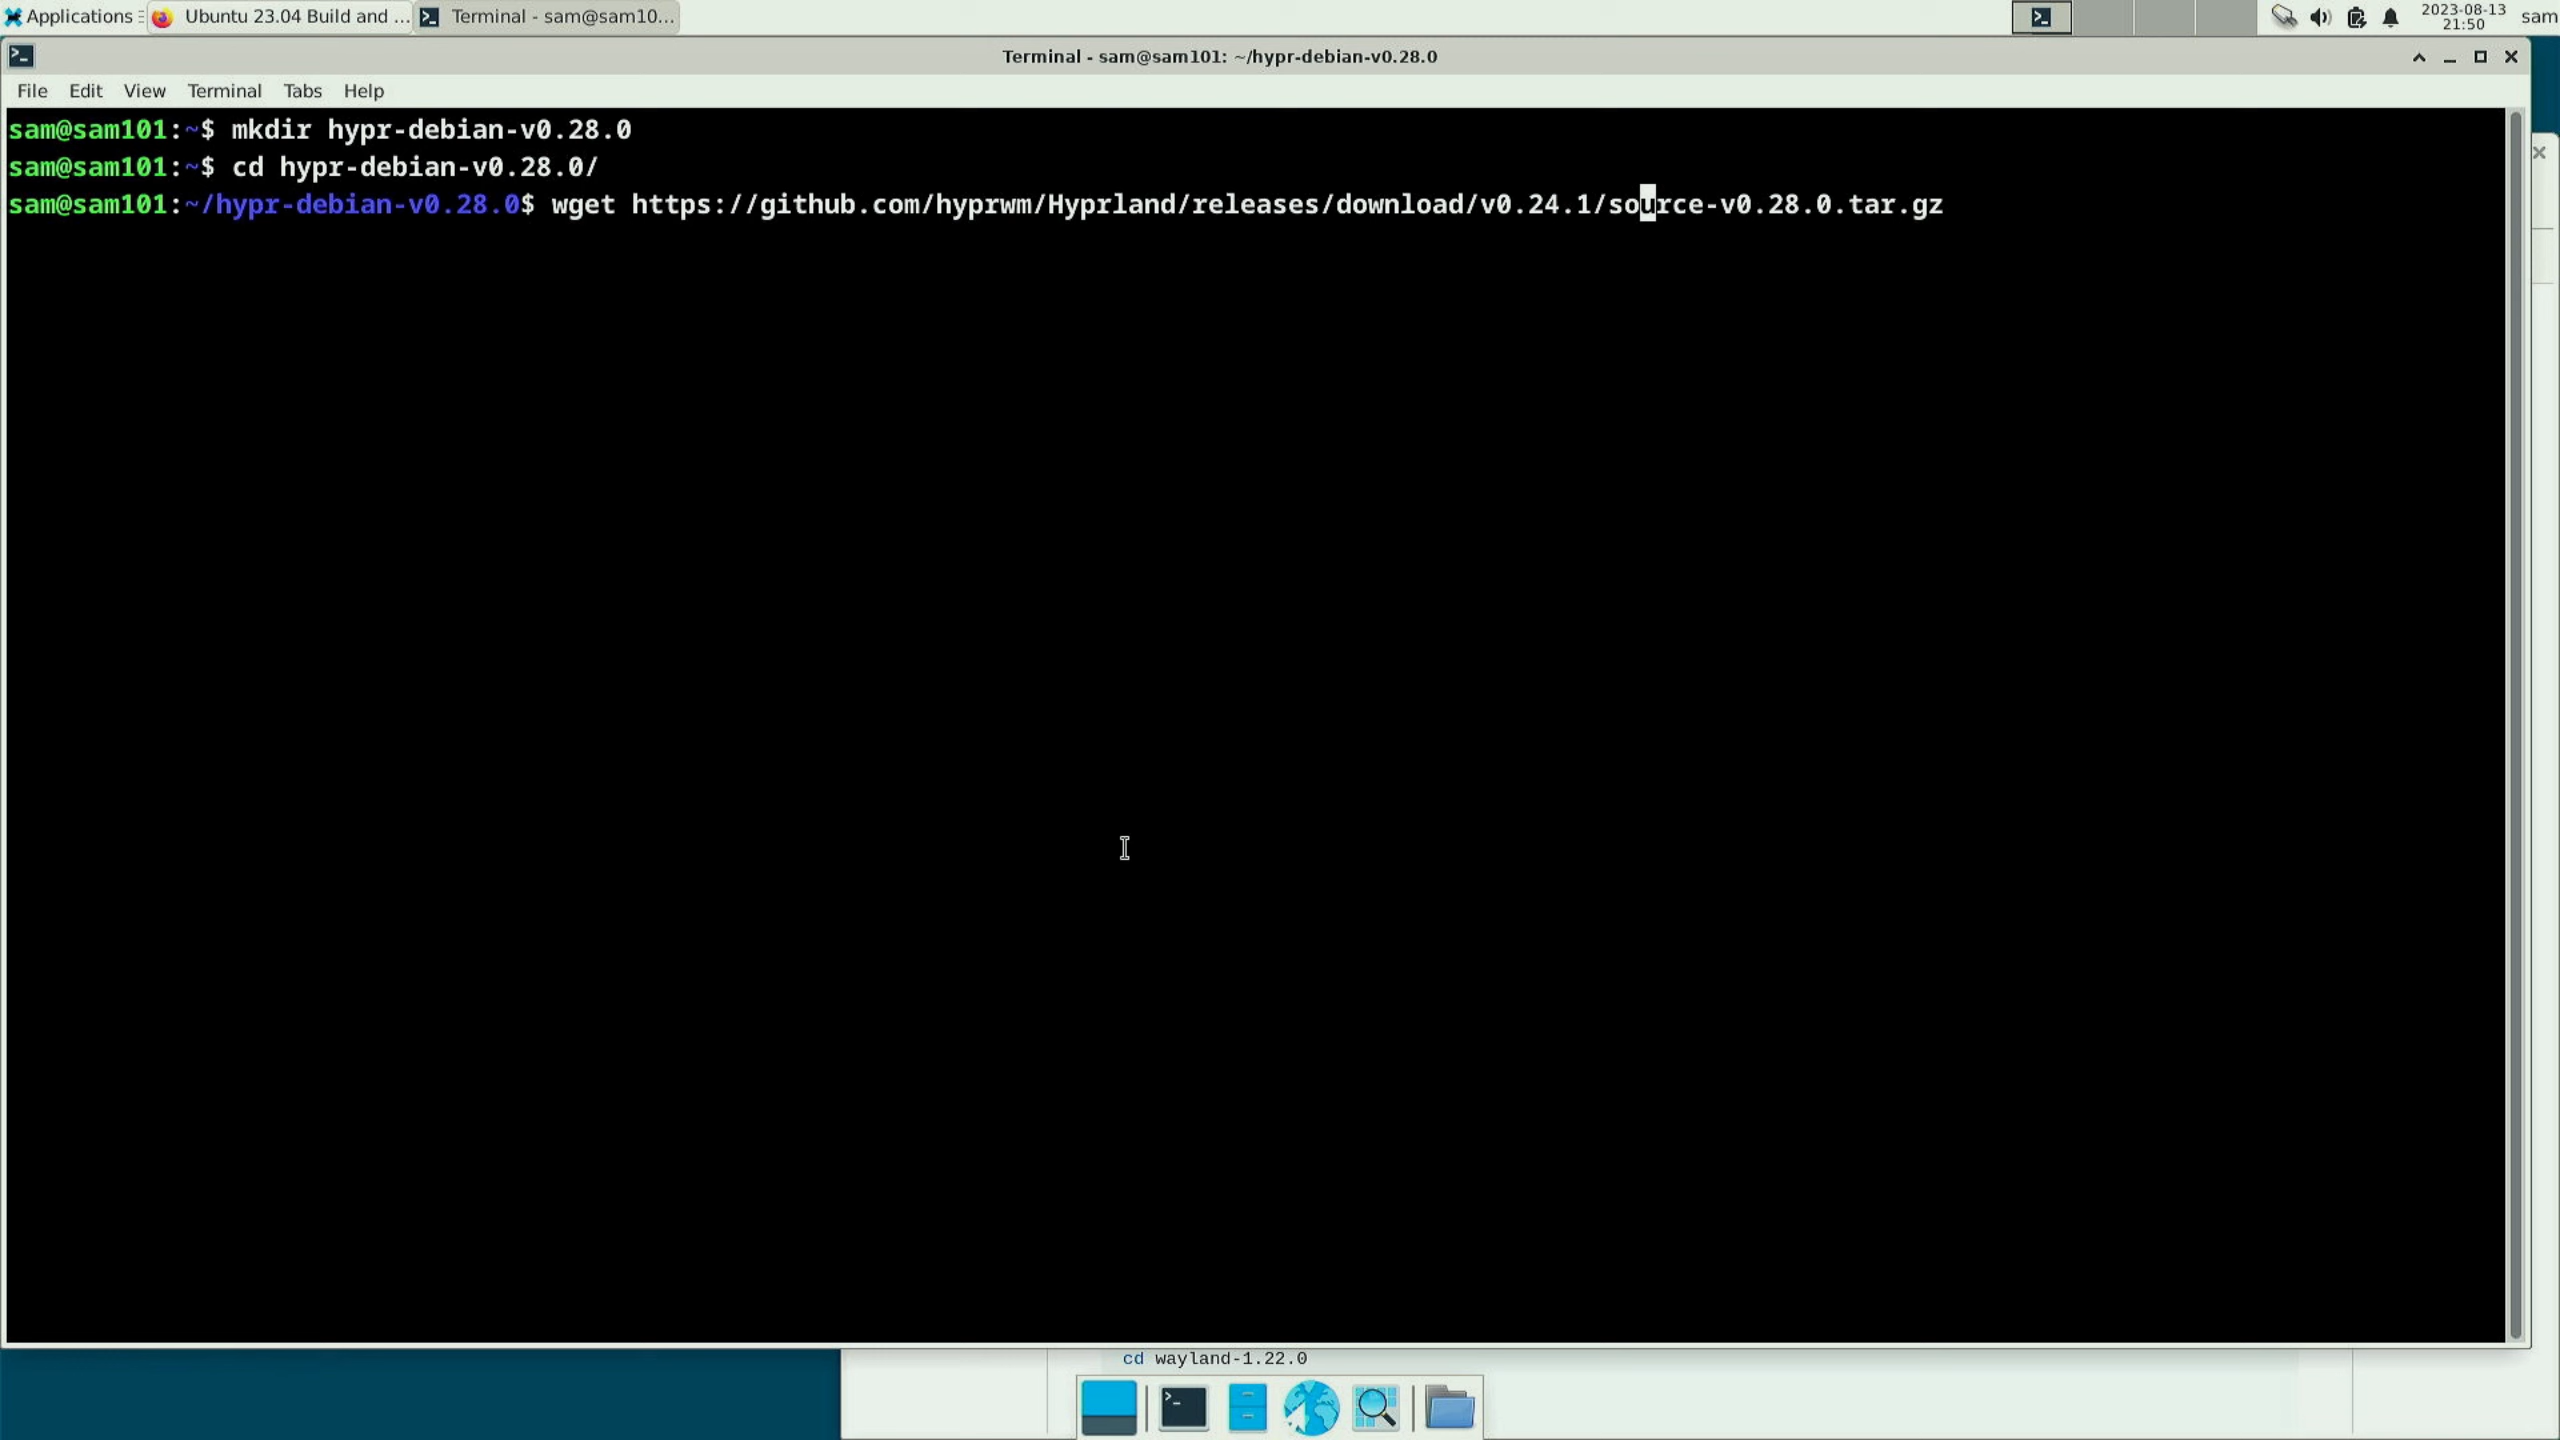 Applications
Ubuntu 23.04 Build and ...
Terminal - sam@sam10...
2023-08-13
21:50
sam
Terminal - sam@sam101: ~/hypr-debian-v0.28.0
File Edit View Terminal Tabs Help
sam@sam101:~$ mkdir hypr-debian-v0.28.0
sam@sam101:~$ cd hypr-debian-v0.28.0/
sam@sam101:~/hypr-debian-v0.28.0$ wget https://github.com/hyprwm/Hyprland/releases/download/v0.24.1/source-v0.28.0.tar.gz
cd wayland-1.22.0